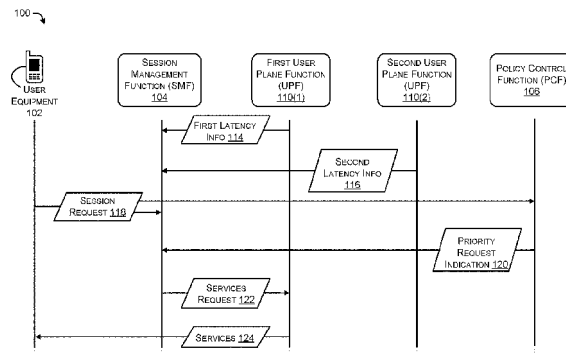 100
USER
EQUIPMENT
102
SESSION
MANAGEMENT
FUNCTION (SMF)
104
FIRST USER
PLANE FUNCTION
(UPF)
110(1)
SECOND USER
PLANE FUNCTION
(UPF)
110(2)
POLICY CONTROL
FUNCTION (PCF)
106
FIRST LATENCY
INFO 114
SECOND
LATENCY INFO
116
SESSION
REQUEST 118
PRIORITY
REQUEST
INDICATION 120
SERVICES
REQUEST 122
SERVICES 124